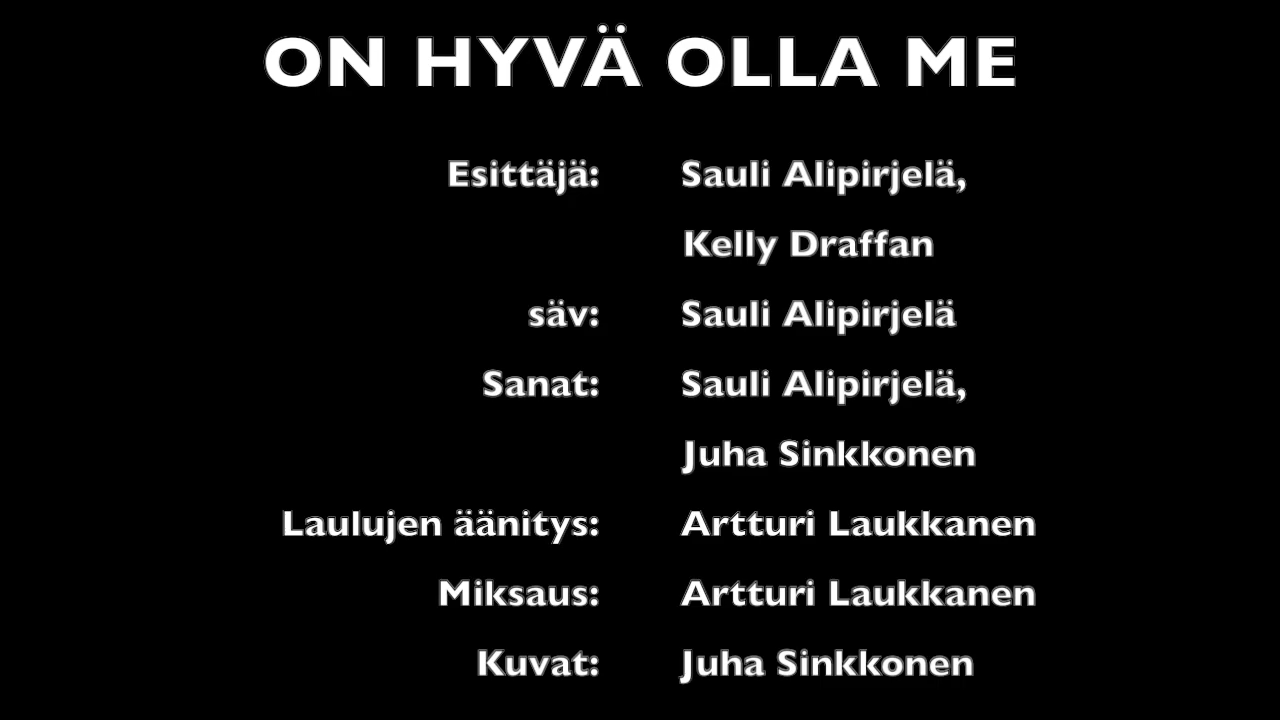 ON HYVÄ OLLA ME
Esittäjä: Sauli Alipirjelä,
Kelly Draffan
säv: Sauli Alipirjelä
Sanat: Sauli Alipirjelä,
Juha Sinkkonen
Laulujen äänitys: Artturi Laukkanen
Miksaus: Artturi Laukkanen
Kuvat: Juha Sinkkonen